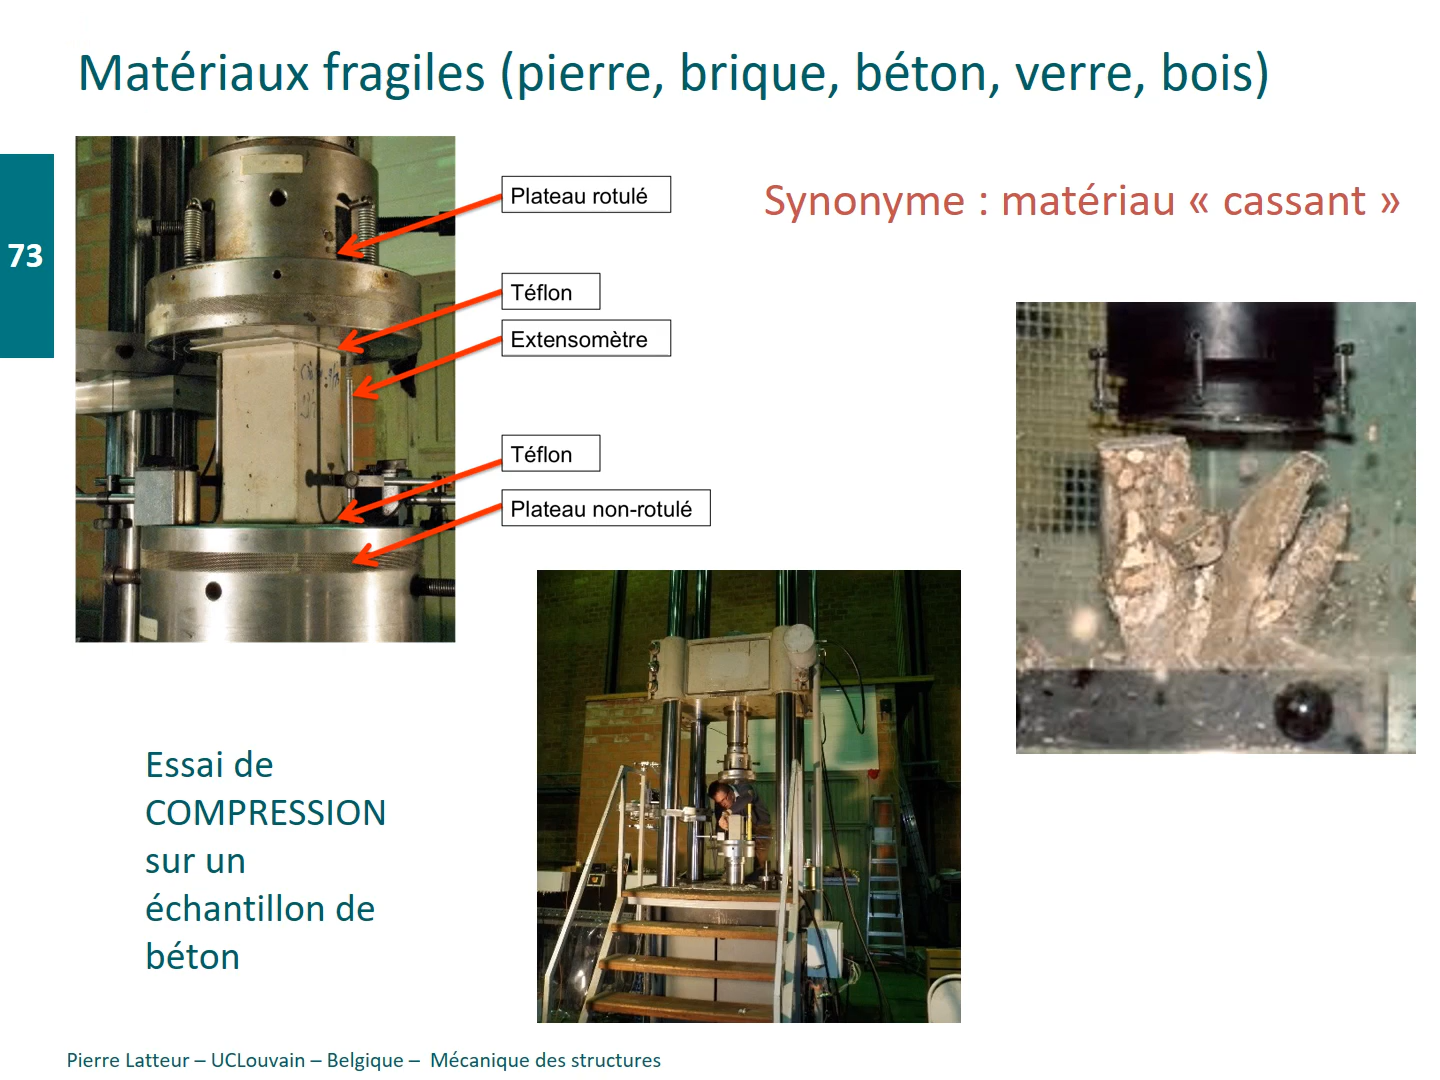 Matériaux fragiles (pierre, brique, béton, verre, bois)
73
Plateau rotulé
Téflon
Extensomètre
Téflon
Plateau non-rotulé
Synonyme : matériau « cassant »
Essai de
COMPRESSION
sur un
échantillon de
béton
Pierre Latteur – UCLouvain – Belgique – Mécanique des structures